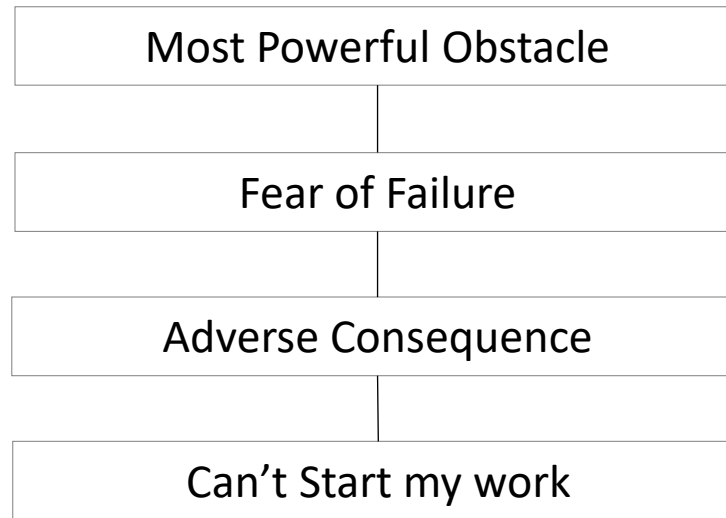 Most Powerful Obstacle
Fear of Failure
Adverse Consequence
Can’t Start my work